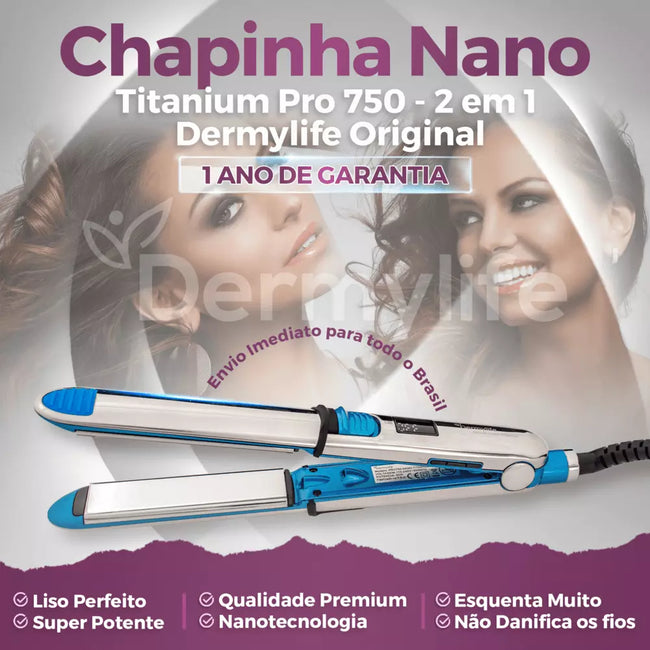 Chapinha Nano
Titanium Pro 750 - 2 em 1
Dermylife Original
1 ANO DE GARANTIA
Dermylife
Envio Imediato para todo o Brasil
Dermylife
Liso Perfeito
Super Potente
Qualidade Premium
Nanotecnologia
Esquenta Muito
Não Danifica os fios